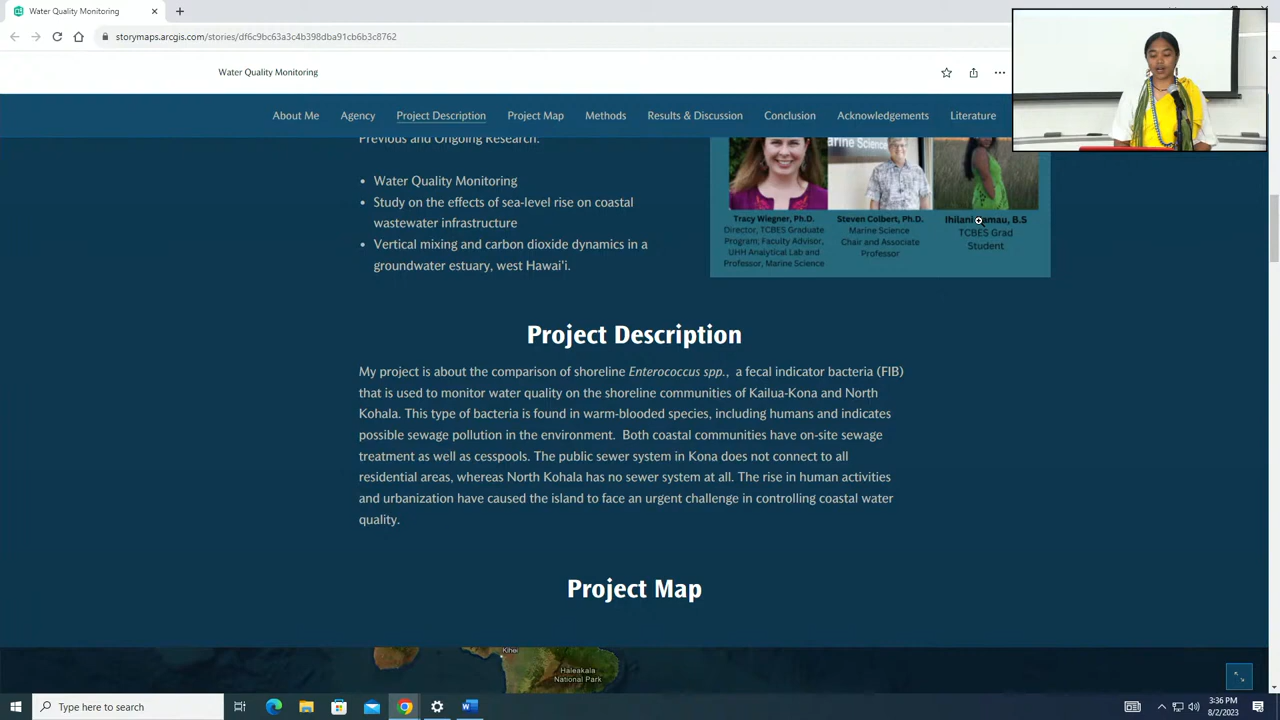 Water Quality Monitoring
storymaps.arcgis.com/stories/df6c9bc63a3c4b398dba91cb6b3c8762
Water Quality Monitoring
About Me
Agency
Project Description
Project Map
Methods
Results & Discussion
Conclusion
Acknowledgements
Literature
Previous and Ongoing Research:
• Water Quality Monitoring
• Study on the effects of sea-level rise on coastal
wastewater infrastructure
• Vertical mixing and carbon dioxide dynamics in a
groundwater estuary, west Hawai'i.
arine Science
Tracy Wiegner, Ph.D.
Director, TCBES Graduate
Program; Faculty Advisor,
UHH Analytical Lab and
Professor, Marine Science
Steven Colbert, Ph.D.
Marine Science
Chair and Associate
Professor
Ihilani amau, B.S
TCBES Grad
Student
Project Description
My project is about the comparison of shoreline Enterococcus spp., a fecal indicator bacteria (FIB)
that is used to monitor water quality on the shoreline communities of Kailua-Kona and North
Kohala. This type of bacteria is found in warm-blooded species, including humans and indicates
possible sewage pollution in the environment. Both coastal communities have on-site sewage
treatment as well as cesspools. The public sewer system in Kona does not connect to all
residential areas, whereas North Kohala has no sewer system at all. The rise in human activities
and urbanization have caused the island to face an urgent challenge in controlling coastal water
quality.
Project Map
Kihei
Haleakala
National Park
Type here to search
3:36 PM
8/2/2023